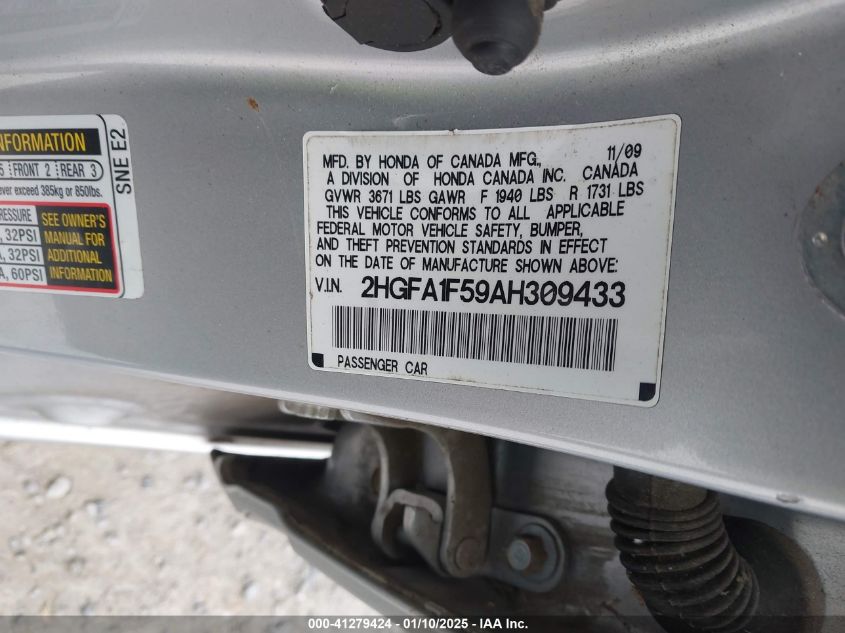 NFORMATION
5 FRONT 2 REAR 3
ever exceed 385kg or 850lbs.
RESSURE
, 32PSI
A, 32PSI
A, 60PSI
SEE OWNER'S
MANUAL FOR
ADDITIONAL
INFORMATION
SNE E2
11/09
MFD. BY HONDA OF CANADA MFG.,
A DIVISION OF HONDA CANADA INC. CANADA
GVWR 3671 LBS GAWR F 1940 LBS R 1731 LBS
THIS VEHICLE CONFORMS TO ALL APPLICABLE
FEDERAL MOTOR VEHICLE SAFETY, BUMPER,
AND THEFT PREVENTION STANDARDS IN EFFECT
ON THE DATE OF MANUFACTURE SHOWN ABOVE:
V.I.N. 2HGFA1F59AH309433
PASSENGER CAR
000-41279424 - 01/10/2025 - IAA Inc.